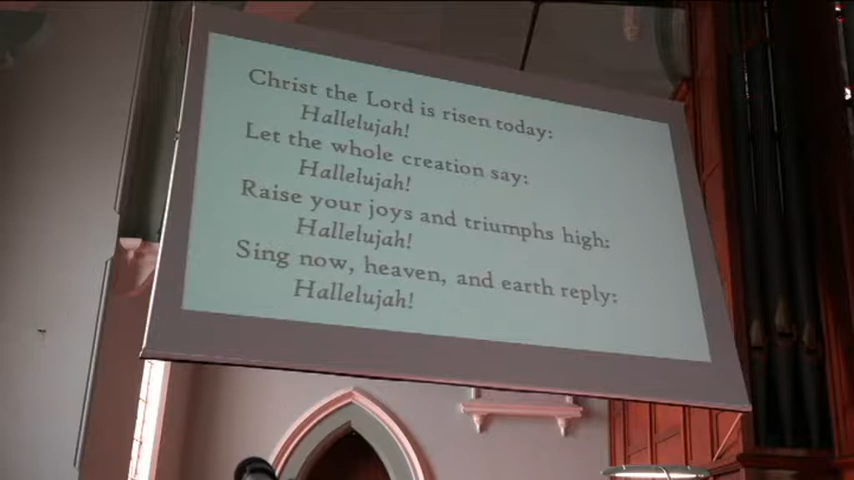 Christ the Lord is risen today:
Hallelujah!
Let the whole creation say:
Hallelujah!
Raise your joys and triumphs high:
Hallelujah!
Sing now, heaven, and earth reply:
Hallelujah!